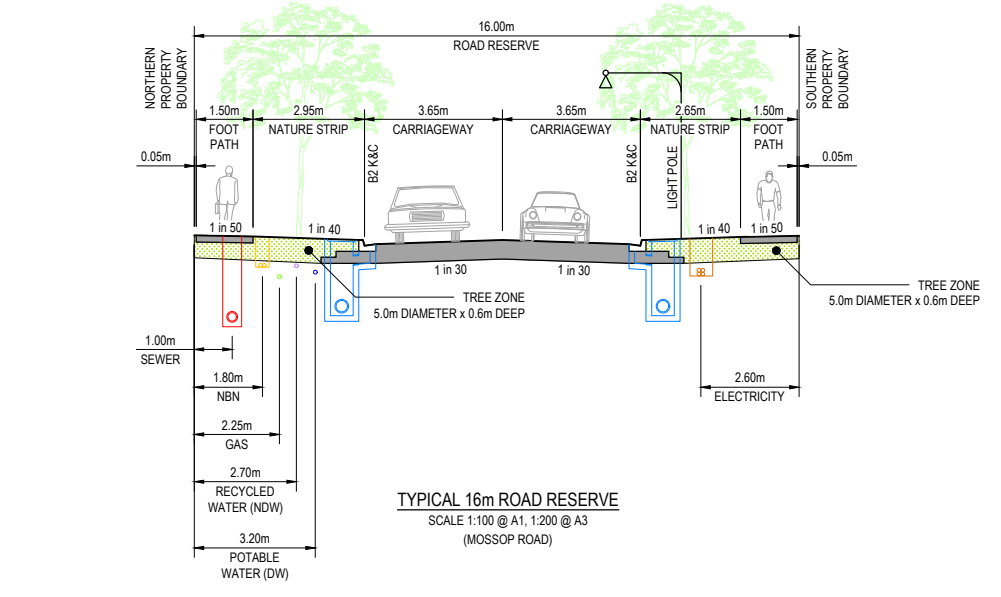 16.00m
ROAD RESERVE
NORTHERN
PROPERTY
BOUNDARY
SOUTHERN
PROPERTY
BOUNDARY
1.50m
FOOT
PATH
2.95m
NATURE STRIP
3.65m
CARRIAGEWAY
3.65m
CARRIAGEWAY
2.65m
NATURE STRIP
1.50m
FOOT
PATH
0.05m
B2 K&C
B2 K&C
LIGHT POLE
0.05m
1 in 50
1 in 40
1 in 40
1 in 50
1 in 30
1 in 30
TREE ZONE
5.0m DIAMETER x 0.6m DEEP
TREE ZONE
5.0m DIAMETER x 0.6m DEEP
1.00m
SEWER
1.80m
NBN
2.60m
ELECTRICITY
2.25m
GAS
2.70m
RECYCLED
WATER (NDW)
3.20m
POTABLE
WATER (DW)
TYPICAL 16m ROAD RESERVE
SCALE 1:100 @ A1, 1:200 @ A3
(MOSSOP ROAD)